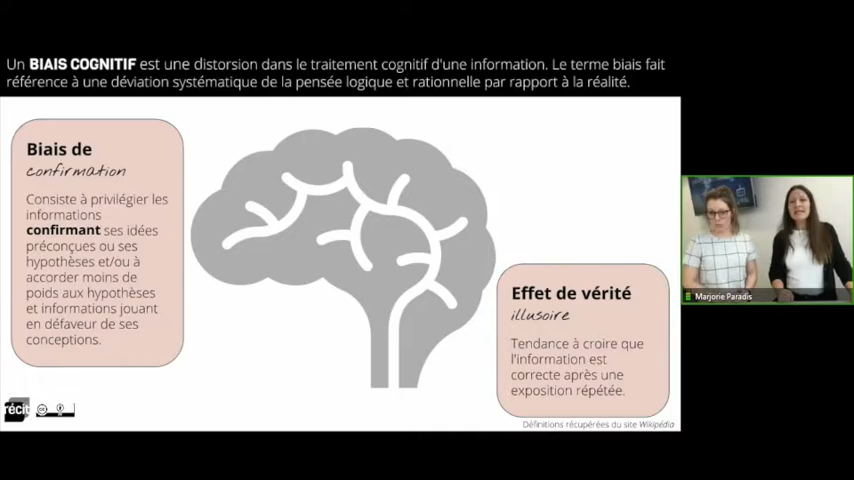 Un BIAIS COGNITIF est une distorsion dans le traitement cognitif d'une information. Le terme biais fait
référence à une déviation systématique de la pensée logique et rationnelle par rapport à la réalité.
Biais de
confirmation
Consiste à privilégier les
informations
confirmant ses idées
préconçues ou ses
hypothèses et/ou à
accorder moins de
poids aux hypothèses
et informations jouant
en défaveur de ses
conceptions.
Effet de vérité
illusoire
Tendance à croire que
l'information est
correcte après une
exposition répétée.
Marjorie Paradis
récit
Définitions récupérées du site Wikipédia